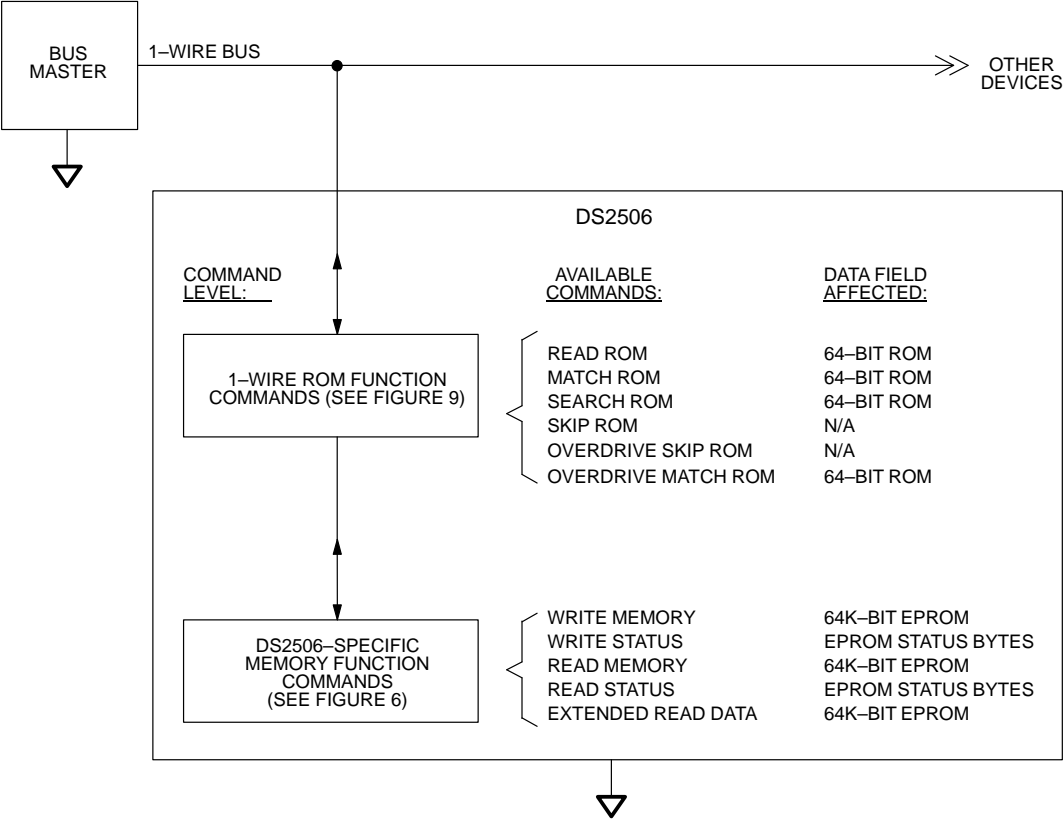 BUS
MASTER
1–WIRE BUS
OTHER
DEVICES
DS2506
COMMAND
LEVEL:
AVAILABLE
COMMANDS:
DATA FIELD
AFFECTED:
1–WIRE ROM FUNCTION
COMMANDS (SEE FIGURE 9)
READ ROM 64–BIT ROM
MATCH ROM 64–BIT ROM
SEARCH ROM 64–BIT ROM
SKIP ROM N/A
OVERDRIVE SKIP ROM N/A
OVERDRIVE MATCH ROM 64–BIT ROM
DS2506–SPECIFIC
MEMORY FUNCTION
COMMANDS
(SEE FIGURE 6)
WRITE MEMORY 64K–BIT EPROM
WRITE STATUS EPROM STATUS BYTES
READ MEMORY 64K–BIT EPROM
READ STATUS EPROM STATUS BYTES
EXTENDED READ DATA 64K–BIT EPROM